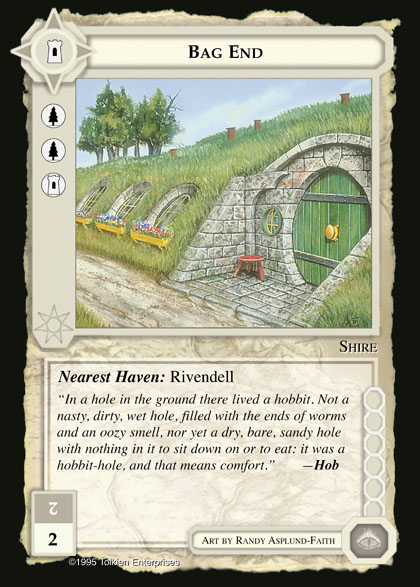 BAG END
SHIRE
Nearest Haven: Rivendell
“In a hole in the ground there lived a hobbit. Not a
nasty, dirty, wet hole, filled with the ends of worms
and an oozy smell, nor yet a dry, bare, sandy hole
with nothing in it to sit down on or to eat: it was a
hobbit-hole, and that means comfort.” —Hob
2
2
ART BY RANDY ASPLUND-FAITH
©1995 Tolkien Enterprises